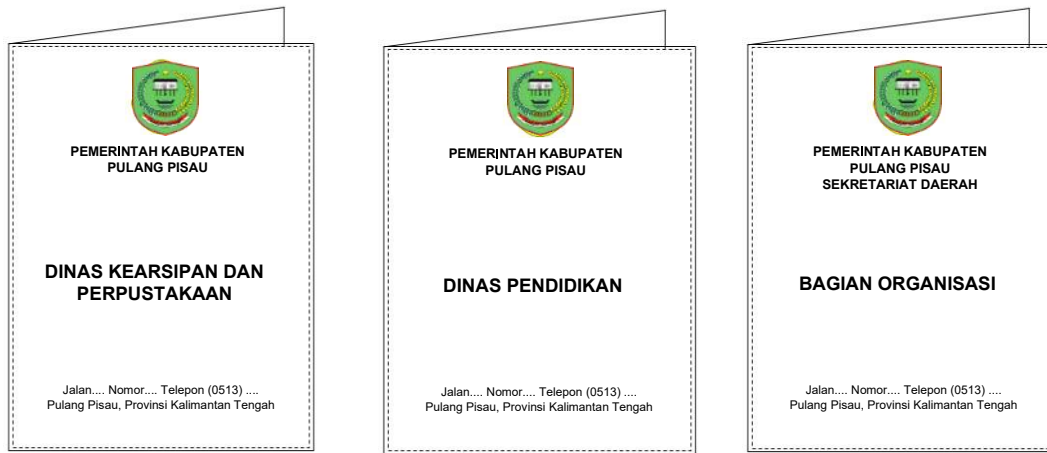 PEMERINTAH KABUPATEN
PULANG PISAU
DINAS KEARSIPAN DAN
PERPUSTAKAAN
Jalan.... Nomor.... Telepon (0513) ....
Pulang Pisau, Provinsi Kalimantan Tengah
PEMERINTAH KABUPATEN
PULANG PISAU
DINAS PENDIDIKAN
Jalan.... Nomor.... Telepon (0513) ....
Pulang Pisau, Provinsi Kalimantan Tengah
PEMERINTAH KABUPATEN
PULANG PISAU
SEKRETARIAT DAERAH
BAGIAN ORGANISASI
Jalan.... Nomor.... Telepon (0513) ....
Pulang Pisau, Provinsi Kalimantan Tengah